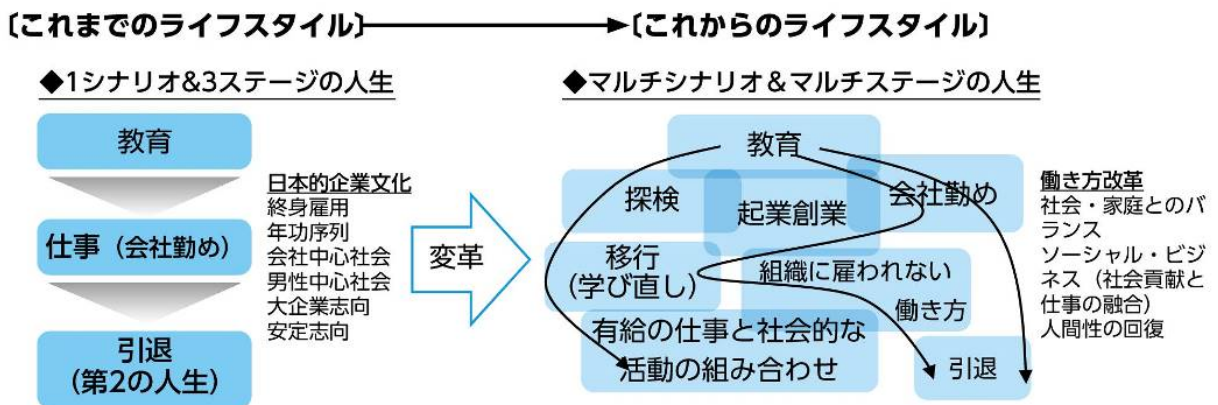 〔これまでのライフスタイル〕
〔これからのライフスタイル〕
◆1シナリオ&3ステージの人生
教育
仕事（会社勤め）
引退
（第2の人生）
日本的企業文化
終身雇用
年功序列
会社中心社会
男性中心社会
大企業志向
安定志向
変革
◆マルチシナリオ＆マルチステージの人生
教育
探検
起業創業
会社勤め
移行
(学び直し)
組織に雇われない
働き方
有給の仕事と社会的な
活動の組み合わせ
引退
働き方改革
社会・家庭とのバ
ランス
ソーシャル・ビジ
ネス（社会貢献と
仕事の融合）
人間性の回復